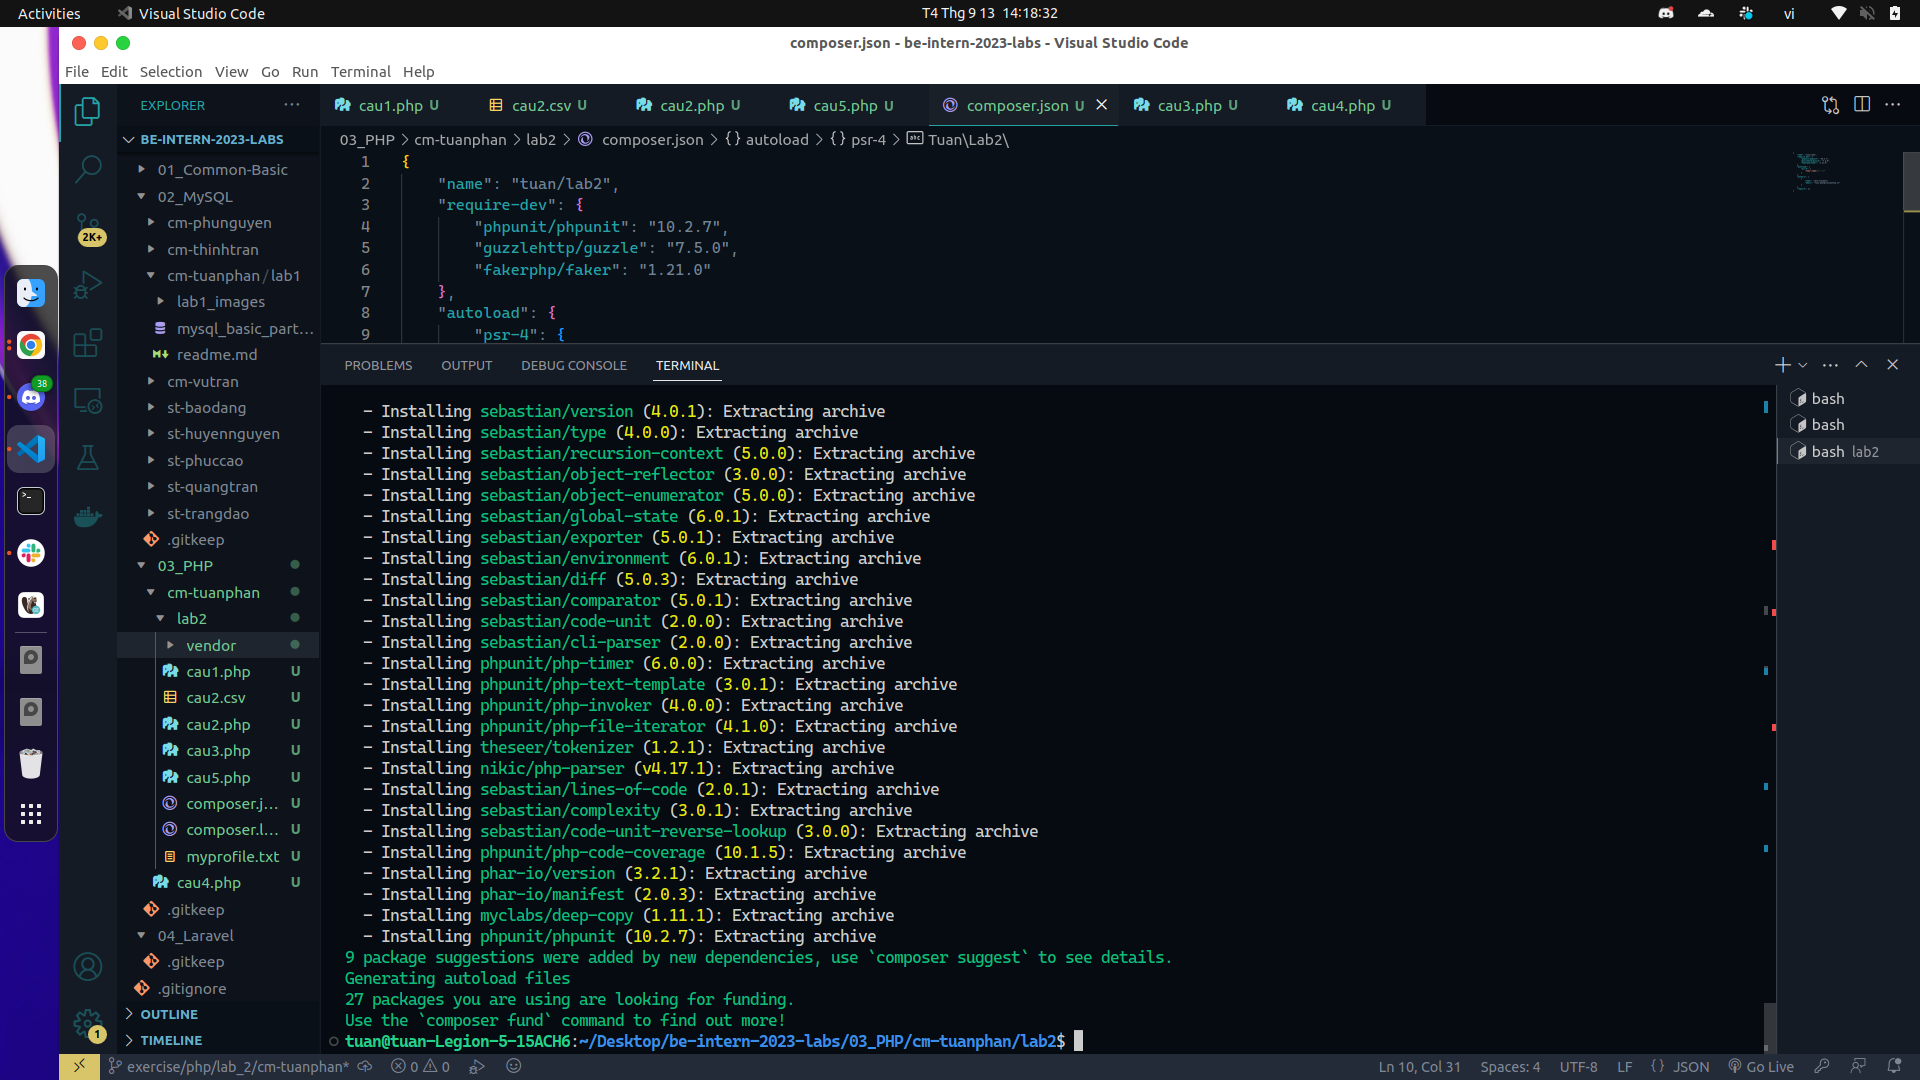 Activities
Visual Studio Code
T4 Thg 9 13 14:18:32
vi
composer.json - be-intern-2023-labs - Visual Studio Code
File Edit Selection View Go Run Terminal Help
EXPLORER
BE-INTERN-2023-LABS
01_Common-Basic
02_MySQL
cm-phunguyen
cm-thinhtran
cm-tuanphan / lab1
lab1_images
mysql_basic_part...
readme.md
cm-vutran
st-baodang
st-huyennguyen
st-phuccao
st-quangtran
st-trangdao
.gitkeep
03_PHP
cm-tuanphan
lab2
vendor
cau1.php U
cau2.csv U
cau2.php U
cau3.php U
cau5.php U
composer.j... U
composer.l... U
myprofile.txt U
cau4.php U
.gitkeep
04_Laravel
.gitkeep
.gitignore
OUTLINE
TIMELINE
2K+
38
1
cau1.php U
cau2.csv U
cau2.php U
cau5.php U
composer.json U
cau3.php U
cau4.php U
03_PHP > cm-tuanphan > lab2 > composer.json > {} autoload > {} psr-4 > Tuan\Lab2\
1 {
2 "name": "tuan/lab2",
3 "require-dev": {
4 "phpunit/phpunit": "10.2.7",
5 "guzzlehttp/guzzle": "7.5.0",
6 "fakerphp/faker": "1.21.0"
7 },
8 "autoload": {
9 "psr-4": {
PROBLEMS OUTPUT DEBUG CONSOLE TERMINAL
- Installing sebastian/version (4.0.1): Extracting archive
- Installing sebastian/type (4.0.0): Extracting archive
- Installing sebastian/recursion-context (5.0.0): Extracting archive
- Installing sebastian/object-reflector (3.0.0): Extracting archive
- Installing sebastian/object-enumerator (5.0.0): Extracting archive
- Installing sebastian/global-state (6.0.1): Extracting archive
- Installing sebastian/exporter (5.0.1): Extracting archive
- Installing sebastian/environment (6.0.1): Extracting archive
- Installing sebastian/diff (5.0.3): Extracting archive
- Installing sebastian/comparator (5.0.1): Extracting archive
- Installing sebastian/code-unit (2.0.0): Extracting archive
- Installing sebastian/cli-parser (2.0.0): Extracting archive
- Installing phpunit/php-timer (6.0.0): Extracting archive
- Installing phpunit/php-text-template (3.0.1): Extracting archive
- Installing phpunit/php-invoker (4.0.0): Extracting archive
- Installing phpunit/php-file-iterator (4.1.0): Extracting archive
- Installing theseer/tokenizer (1.2.1): Extracting archive
- Installing nikic/php-parser (v4.17.1): Extracting archive
- Installing sebastian/lines-of-code (2.0.1): Extracting archive
- Installing sebastian/complexity (3.0.1): Extracting archive
- Installing sebastian/code-unit-reverse-lookup (3.0.0): Extracting archive
- Installing phpunit/php-code-coverage (10.1.5): Extracting archive
- Installing phar-io/version (3.2.1): Extracting archive
- Installing phar-io/manifest (2.0.3): Extracting archive
- Installing myclabs/deep-copy (1.11.1): Extracting archive
- Installing phpunit/phpunit (10.2.7): Extracting archive
9 package suggestions were added by new dependencies, use `composer suggest` to see details.
Generating autoload files
27 packages you are using are looking for funding.
Use the `composer fund` command to find out more!
tuan@tuan-Legion-5-15ACH6:~/Desktop/be-intern-2023-labs/03_PHP/cm-tuanphan/lab2$
bash
bash
bash lab2
exercise/php/lab_2/cm-tuanphan*
0 0
Ln 10, Col 31
Spaces: 4
UTF-8
LF
{} JSON
Go Live